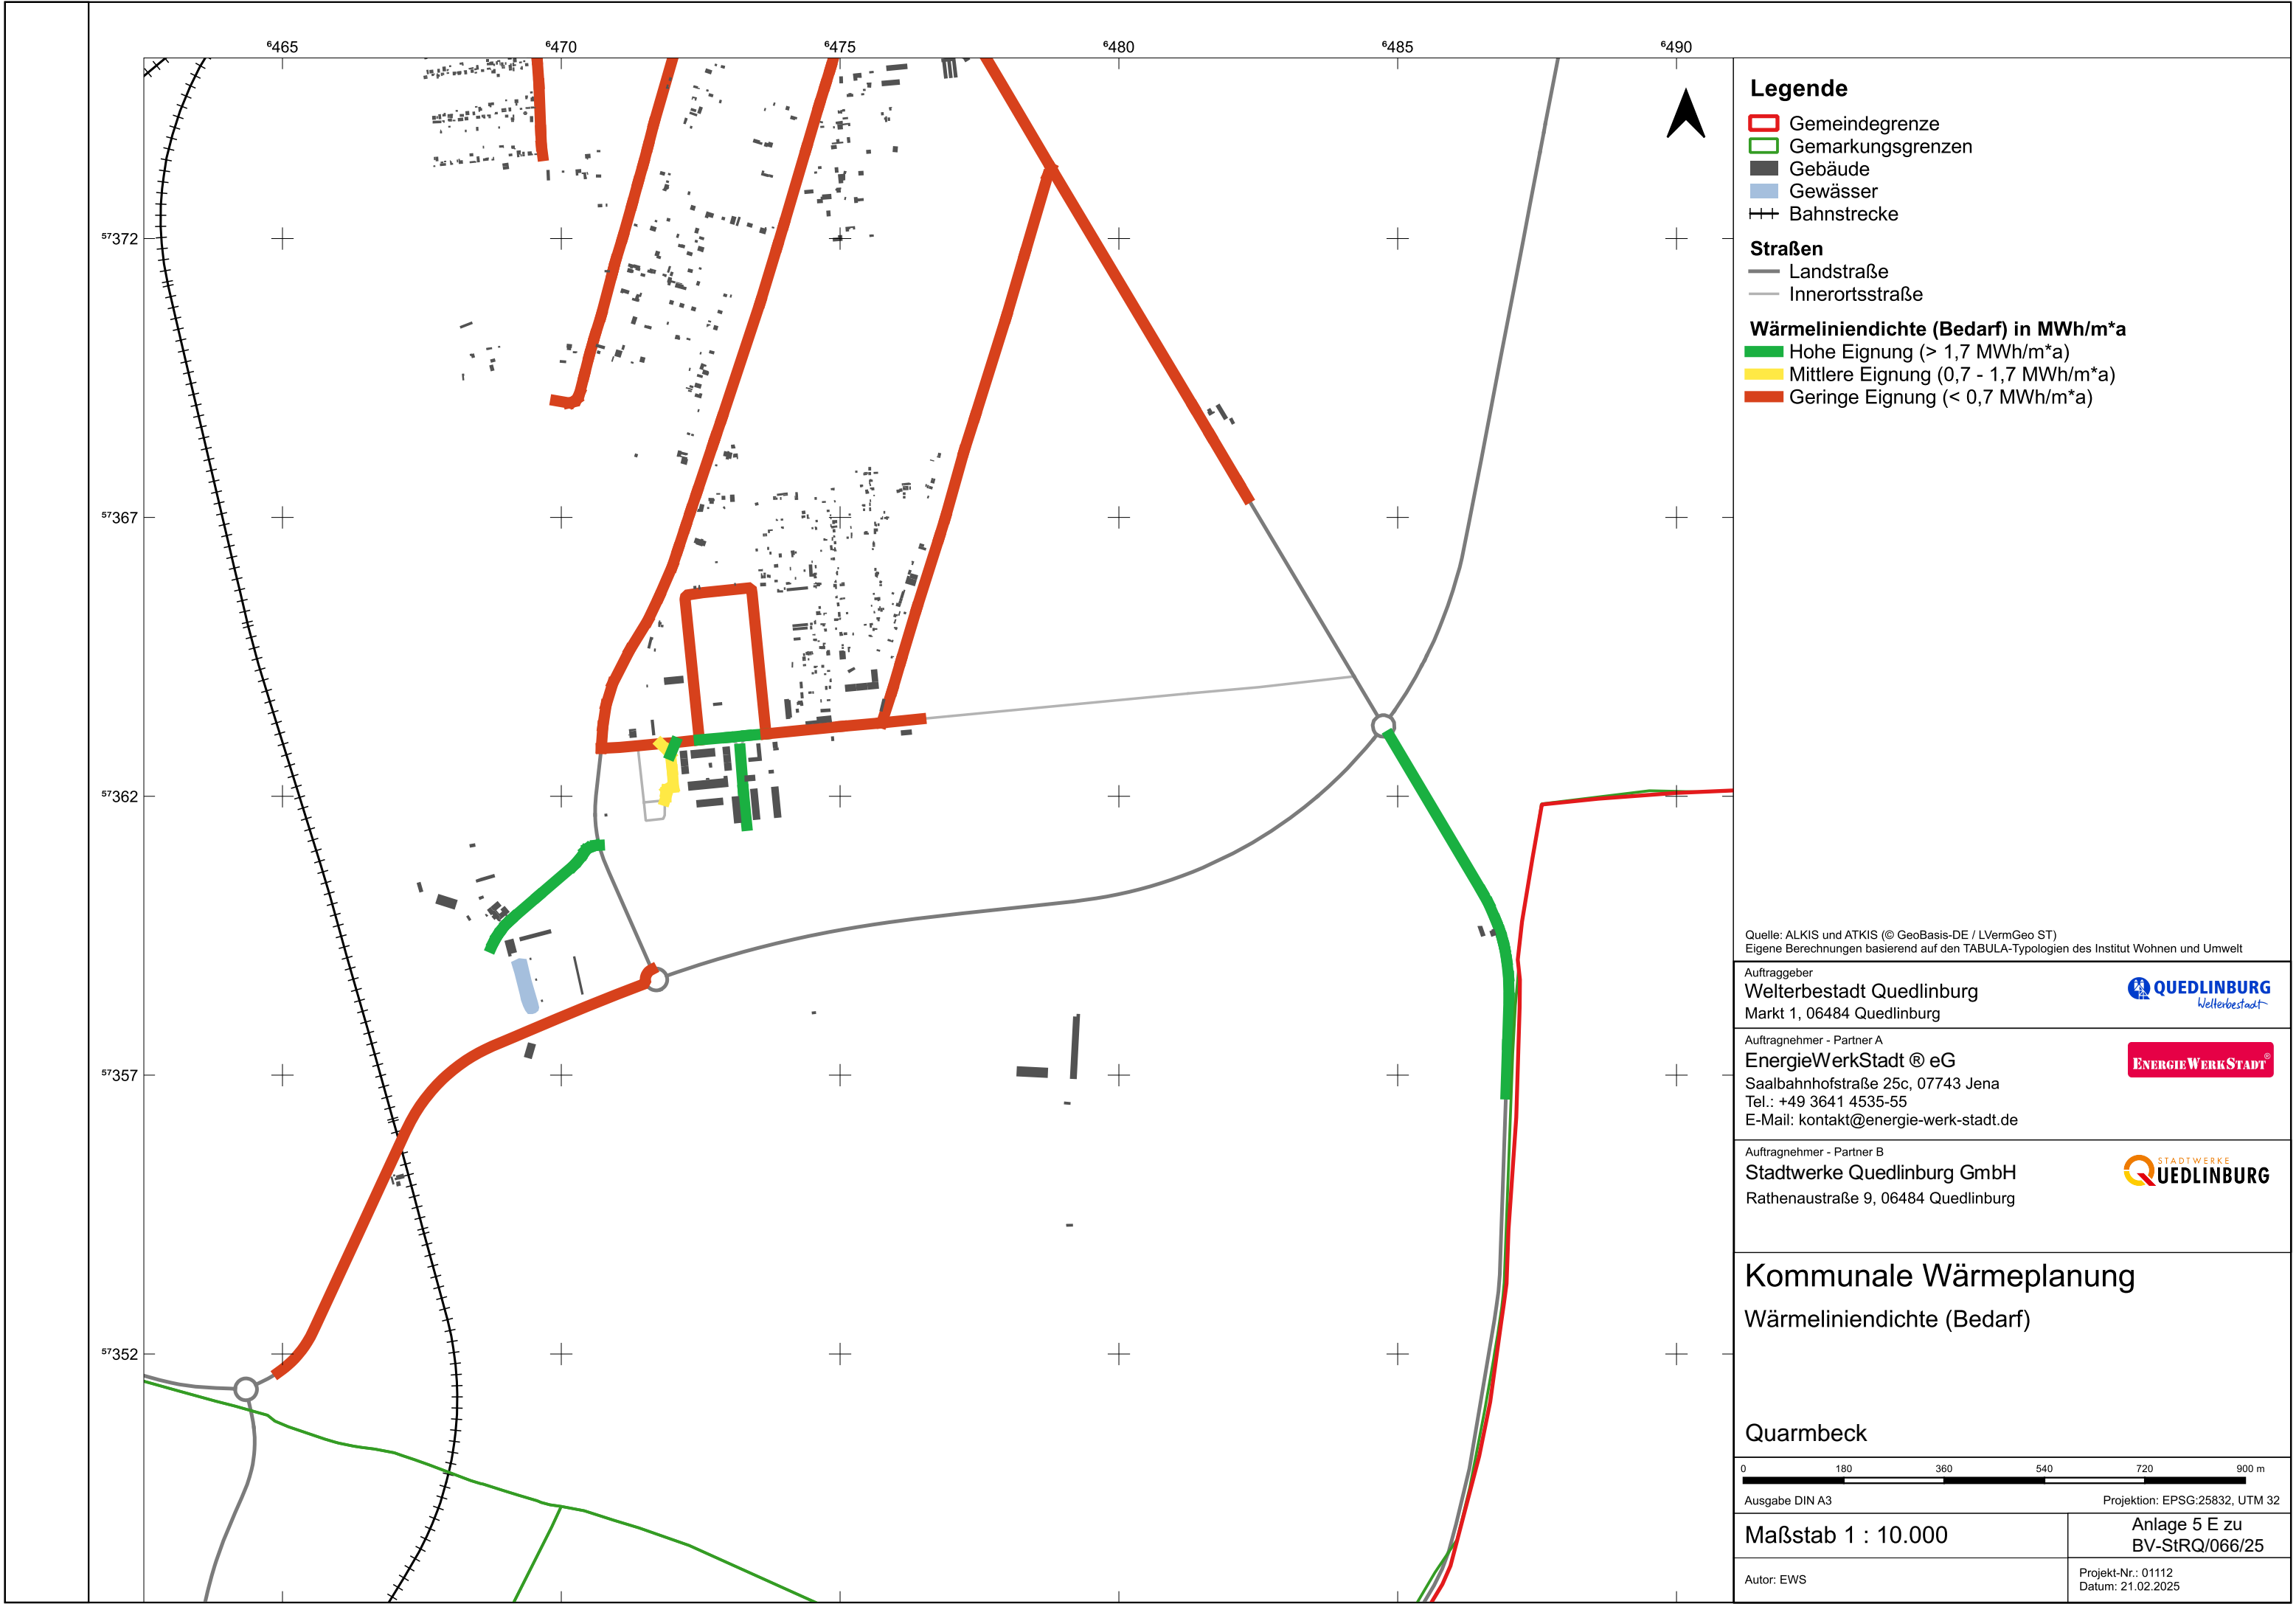 ⁶465 ⁶470 ⁶475 ⁶480 ⁶485 ⁶490
⁵⁷372
⁵⁷367
⁵⁷362
⁵⁷357
⁵⁷352
Legende
Gemeindegrenze
Gemarkungsgrenzen
Gebäude
Gewässer
Bahnstrecke
Straßen
Landstraße
Innerortsstraße
Wärmeliniendichte (Bedarf) in MWh/m*a
Hohe Eignung (> 1,7 MWh/m*a)
Mittlere Eignung (0,7 - 1,7 MWh/m*a)
Geringe Eignung (< 0,7 MWh/m*a)
Quelle: ALKIS und ATKIS (© GeoBasis-DE / LVermGeo ST)
Eigene Berechnungen basierend auf den TABULA-Typologien des Institut Wohnen und Umwelt
Auftraggeber
Welterbestadt Quedlinburg
Markt 1, 06484 Quedlinburg
QUEDLINBURG
Welterbestadt
Auftragnehmer - Partner A
EnergieWerkStadt ® eG
Saalbahnhofstraße 25c, 07743 Jena
Tel.: +49 3641 4535-55
E-Mail: kontakt@energie-werk-stadt.de
ENERGIEWERKSTADT®
Auftragnehmer - Partner B
Stadtwerke Quedlinburg GmbH
Rathenaustraße 9, 06484 Quedlinburg
STADTWERKE
QUEDLINBURG
Kommunale Wärmeplanung
Wärmeliniendichte (Bedarf)
Quarmbeck
0 180 360 540 720 900 m
Ausgabe DIN A3 Projektion: EPSG:25832, UTM 32
Maßstab 1 : 10.000
Anlage 5 E zu
BV-StRQ/066/25
Autor: EWS
Projekt-Nr.: 01112
Datum: 21.02.2025